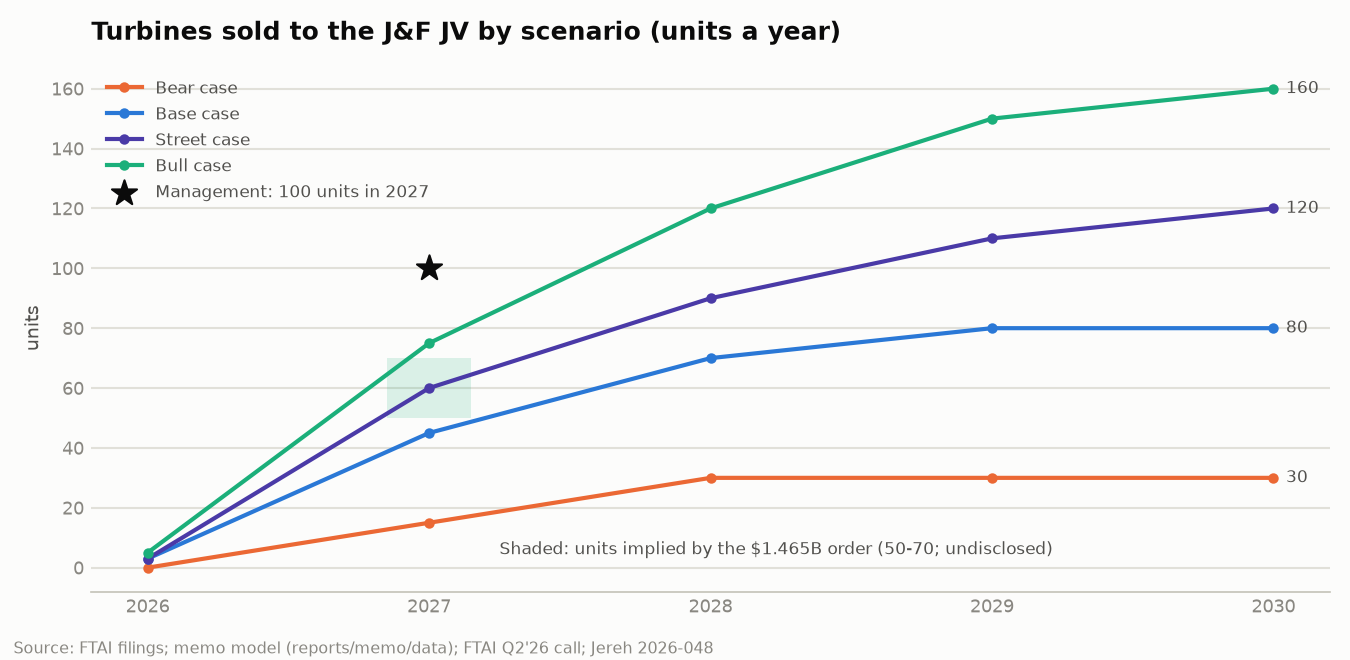 Turbines sold to the J&F JV by scenario (units a year)
160
140
120
100
80
60
40
20
0
units
Bear case
Base case
Street case
Bull case
Management: 100 units in 2027
160
120
80
30
Shaded: units implied by the $1.465B order (50-70; undisclosed)
2026 2027 2028 2029 2030
Source: FTAI filings; memo model (reports/memo/data); FTAI Q2'26 call; Jereh 2026-048